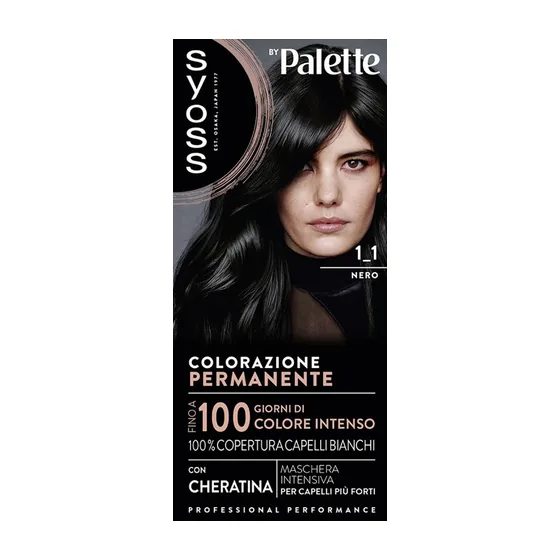 syoss
EST. OSAKA, JAPAN 1977
BY Palette
1_1
NERO
COLORAZIONE
PERMANENTE
FINO A 100 GIORNI DI
COLORE INTENSO
100% COPERTURA CAPELLI BIANCHI
CON
CHERATINA
MASCHERA
INTENSIVA
PER CAPELLI PIÙ FORTI
PROFESSIONAL PERFORMANCE